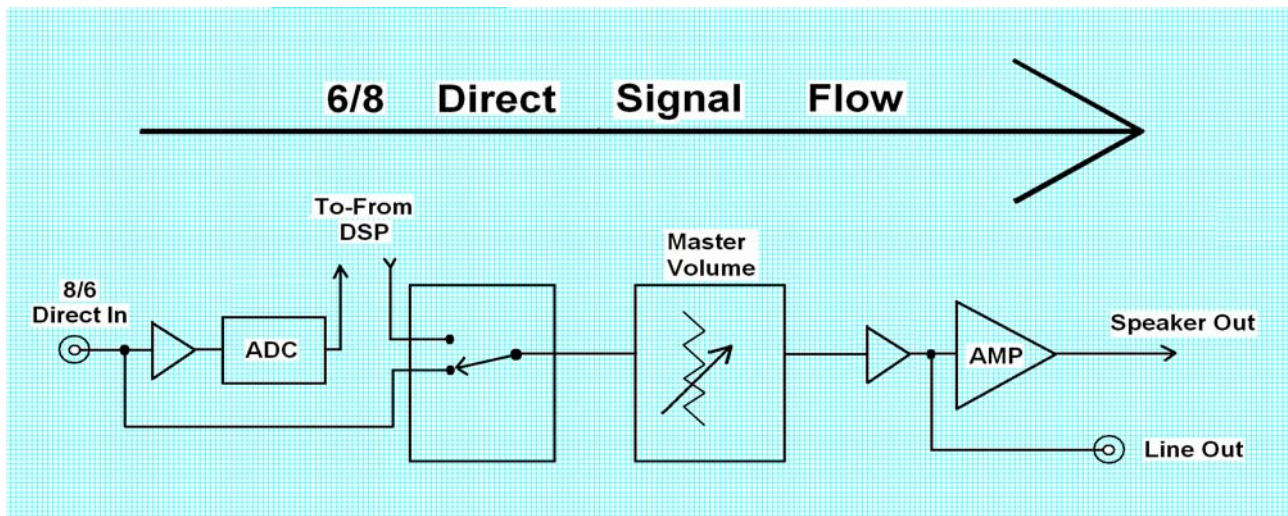 6/8 Direct Signal Flow
To-From
DSP
Master
Volume
8/6
Direct In
ADC
AMP
Speaker Out
Line Out